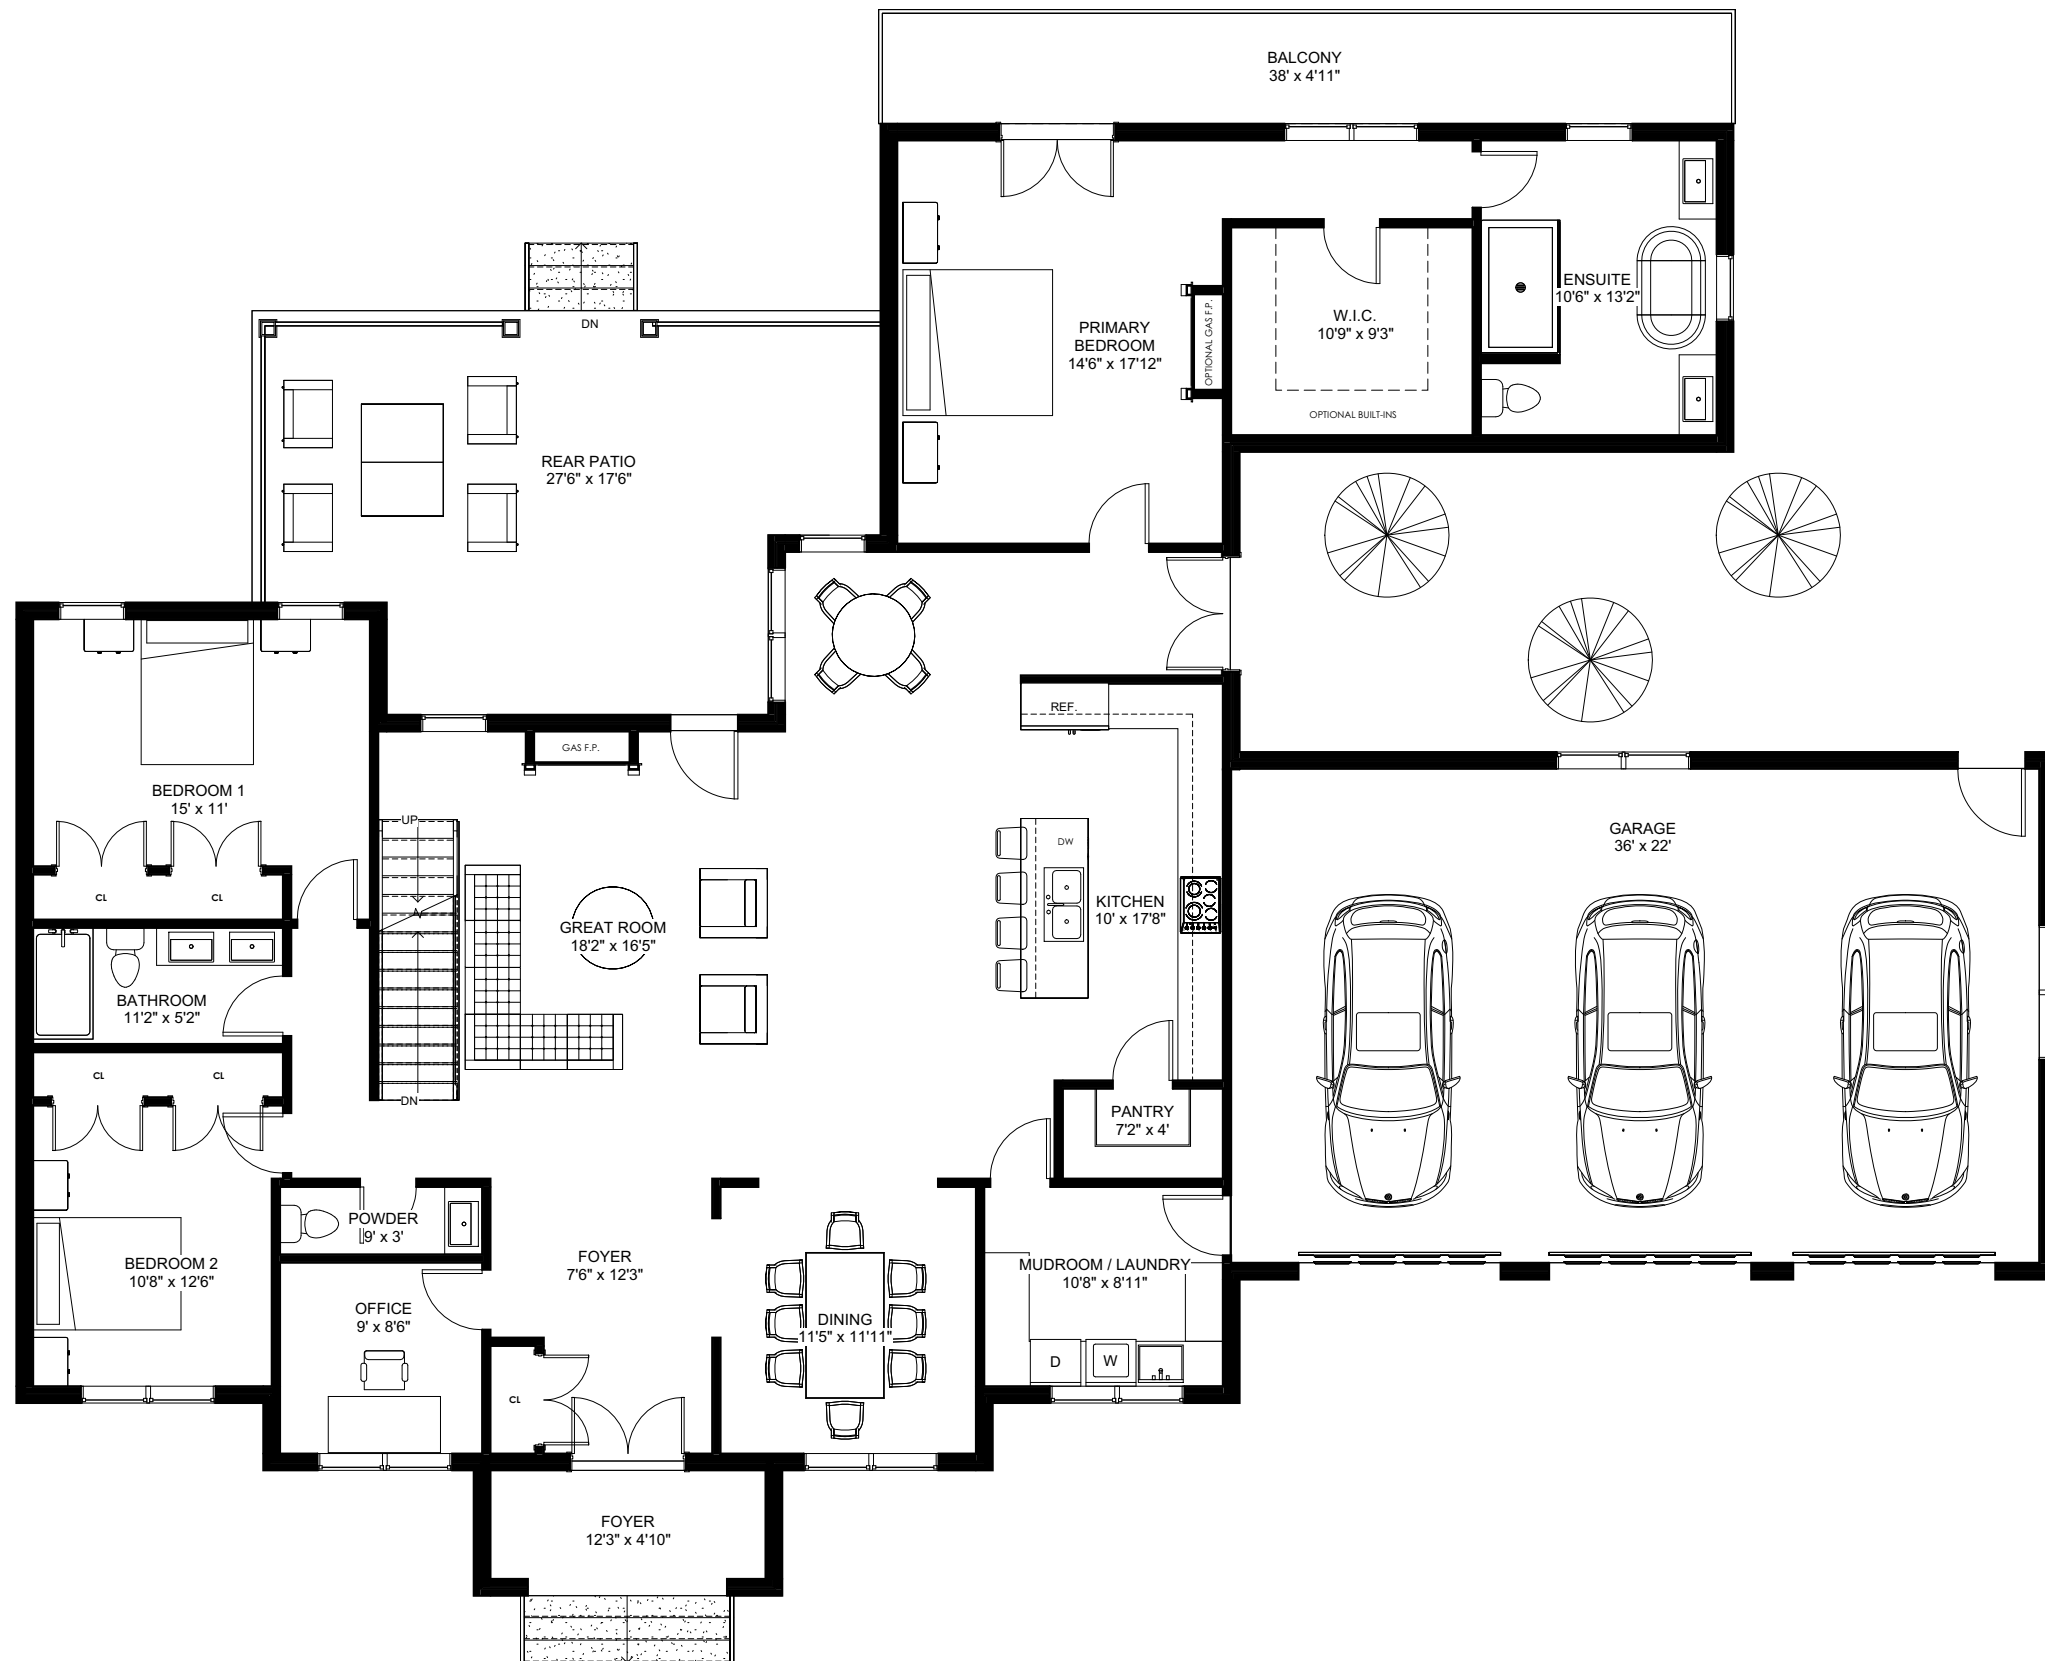 BALCONY
38' x 4'11"
ENSUITE
10'6" x 13'2"
W.I.C.
10'9" x 9'3"
OPTIONAL BUILT-INS
OPTIONAL GAS F.P.
PRIMARY
BEDROOM
14'6" x 17'12"
DN
REAR PATIO
27'6" x 17'6"
REF.
GAS F.P.
BEDROOM 1
15' x 11'
CL
CL
UP
DW
GARAGE
36' x 22'
KITCHEN
10' x 17'8"
GREAT ROOM
18'2" x 16'5"
BATHROOM
11'2" x 5'2"
CL
CL
DN
PANTRY
7'2" x 4'
POWDER
9' x 3'
FOYER
7'6" x 12'3"
BEDROOM 2
10'8" x 12'6"
MUDROOM / LAUNDRY
10'8" x 8'11"
OFFICE
9' x 8'6"
DINING
11'5" x 11'11"
D
W
CL
FOYER
12'3" x 4'10"